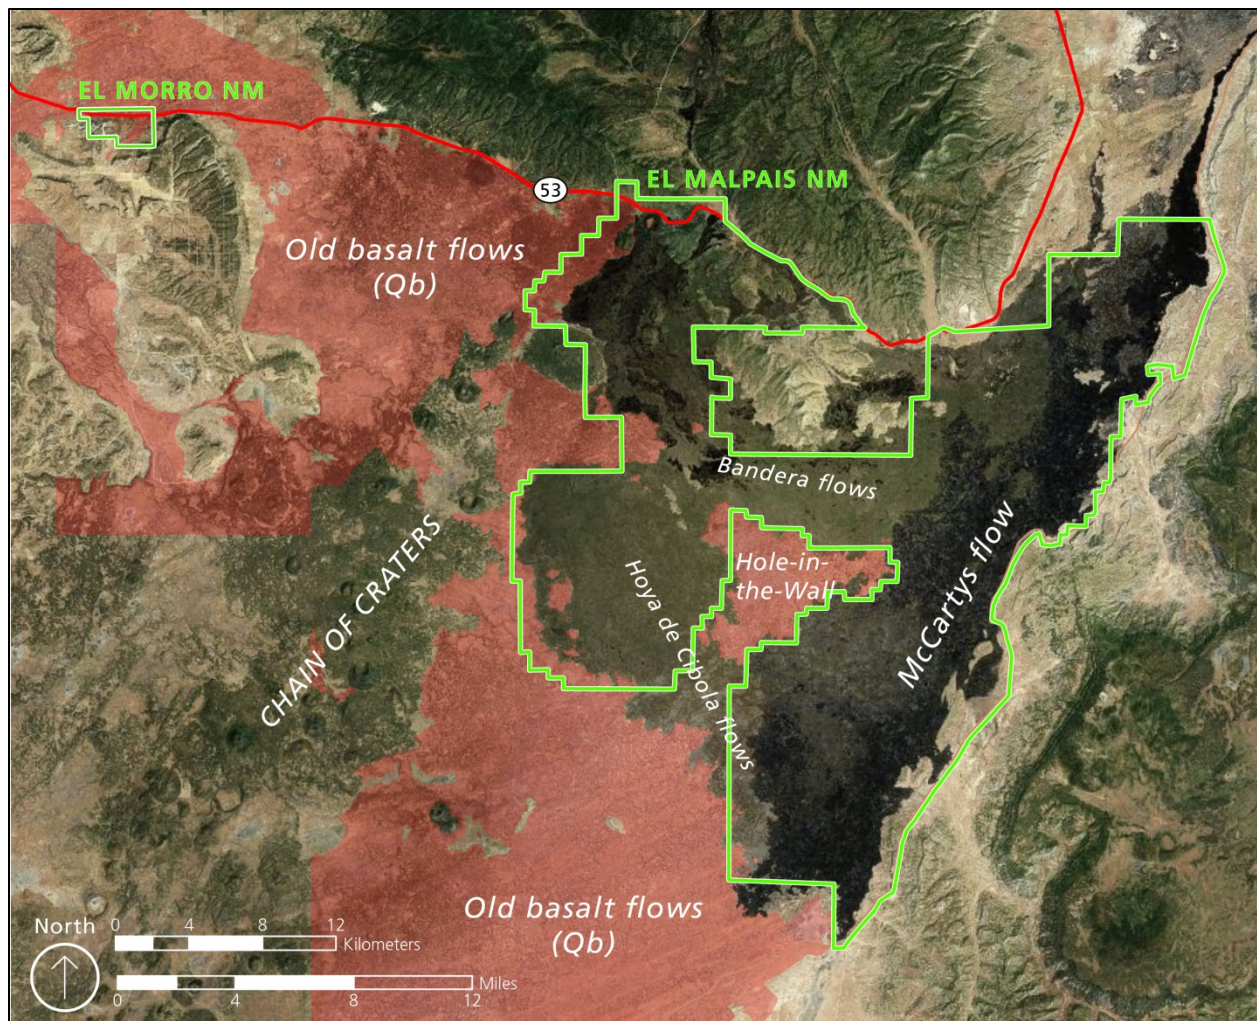 EL MORRO NM
53
EL MALPAIS NM
Old basalt flows
(Qb)
Bandera flows
Hole-in-
the-Wall
Hoya de Cibola flows
McCartys flow
CHAIN OF CRATERS
Old basalt flows
(Qb)
North
0 4 8 12
Kilometers
Miles
0 4 8 12